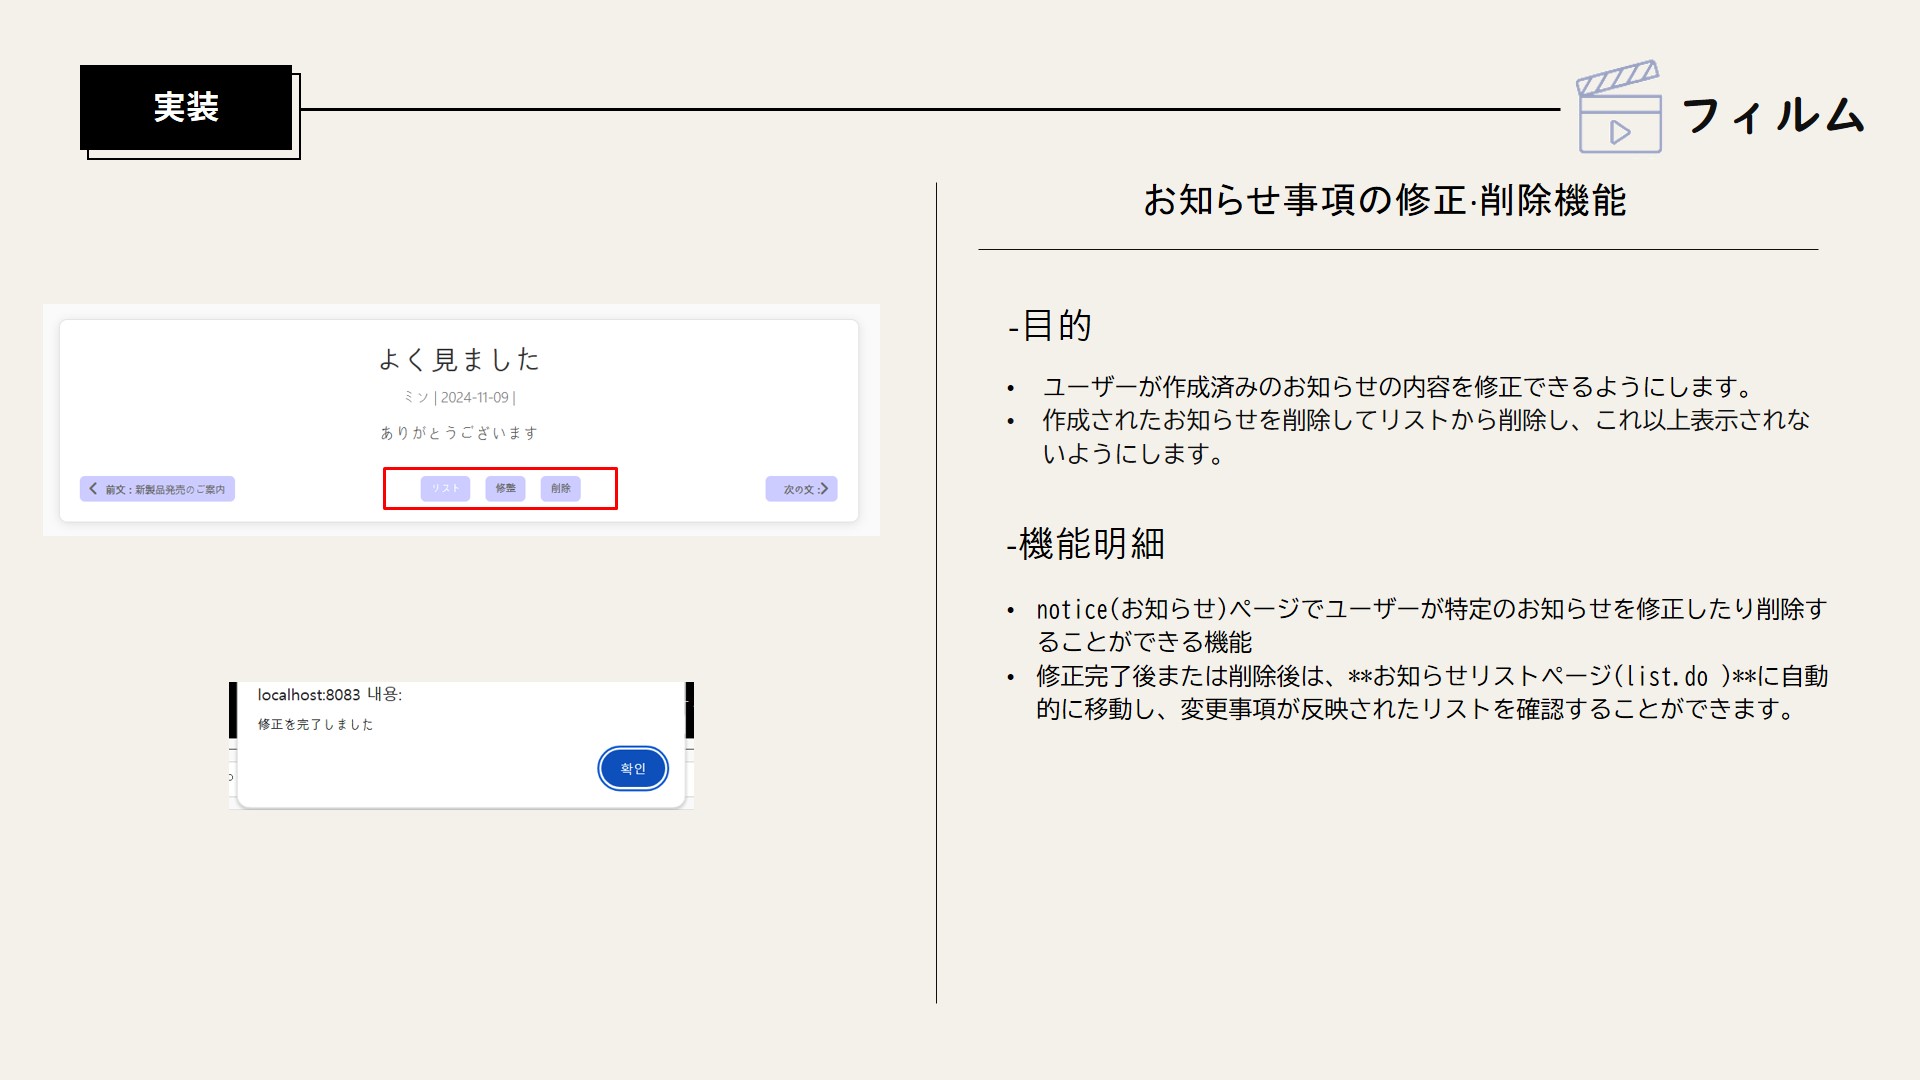 実装
フィルム
お知らせ事項の修正·削除機能
よく見ました
ミソ | 2024-11-09 |
ありがとうございます
前文 : 新製品発売のご案内
リスト
修整
削除
次の文 :
localhost:8083 내용:
修正を完了しました
확인
-目的
• ユーザーが作成済みのお知らせの内容を修正できるようにします。
• 作成されたお知らせを削除してリストから削除し、これ以上表示されな
いようにします。
-機能明細
• notice(お知らせ)ページでユーザーが特定のお知らせを修正したり削除す
ることができる機能
• 修正完了後または削除後は、**お知らせリストページ(list.do )**に自動
的に移動し、変更事項が反映されたリストを確認することができます。